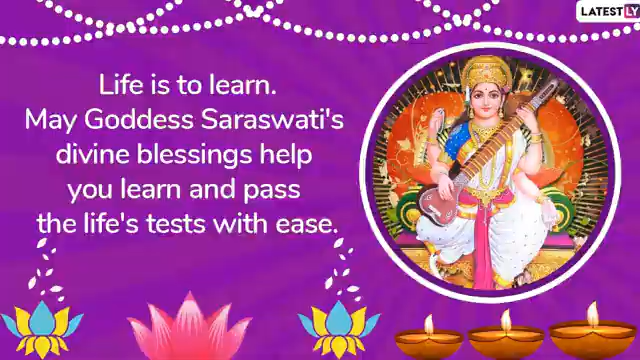 LATESTLY
Life is to learn.
May Goddess Saraswati's
divine blessings help
you learn and pass
the life's tests with ease.